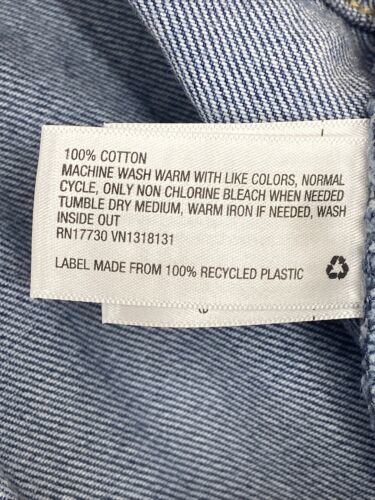 100% COTTON
MACHINE WASH WARM WITH LIKE COLORS, NORMAL
CYCLE, ONLY NON CHLORINE BLEACH WHEN NEEDED
TUMBLE DRY MEDIUM, WARM IRON IF NEEDED, WASH
INSIDE OUT
RN17730 VN1318131
LABEL MADE FROM 100% RECYCLED PLASTIC